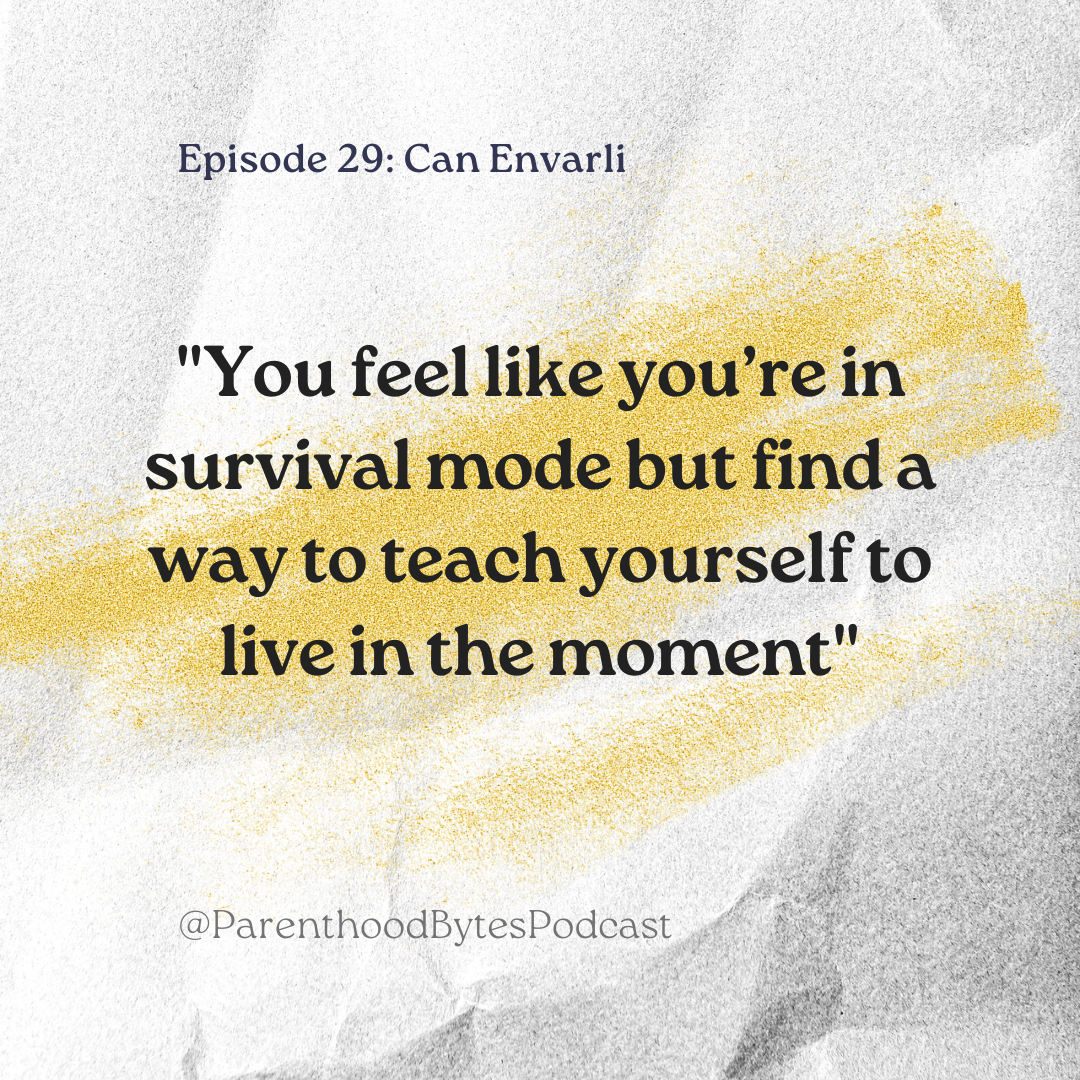 Episode 29: Can Envarli
"You feel like you’re in
survival mode but find a
way to teach yourself to
live in the moment"
@ParenthoodBytesPodcast